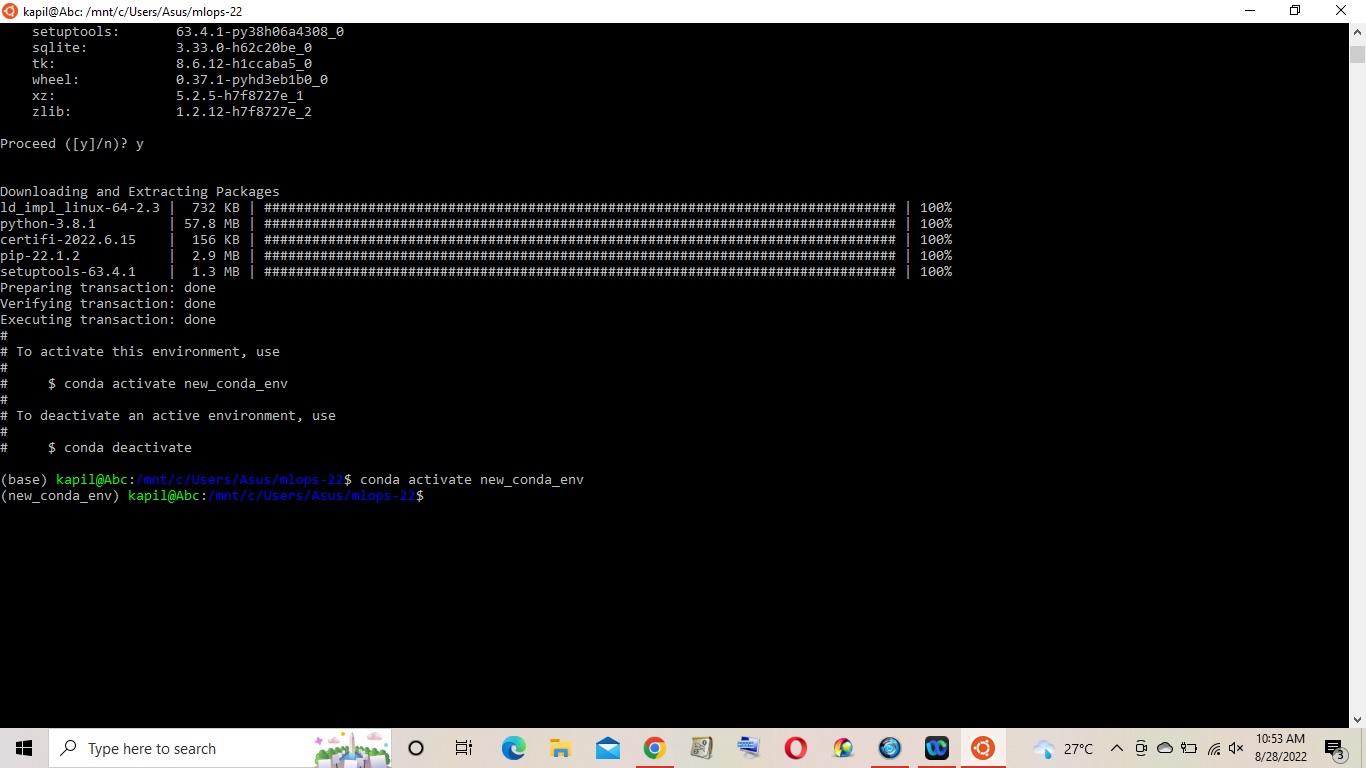 kapil@Abc: /mnt/c/Users/Asus/mlops-22
setuptools: 63.4.1-py38h06a4308_0
sqlite: 3.33.0-h62c20be_0
tk: 8.6.12-h1ccaba5_0
wheel: 0.37.1-pyhd3eb1b0_0
xz: 5.2.5-h7f8727e_1
zlib: 1.2.12-h7f8727e_2
Proceed ([y]/n)? y
Downloading and Extracting Packages
ld_impl_linux-64-2.3 | 732 KB | ############################################################################### | 100%
python-3.8.1 | 57.8 MB | ############################################################################### | 100%
certifi-2022.6.15 | 156 KB | ############################################################################### | 100%
pip-22.1.2 | 2.9 MB | ############################################################################### | 100%
setuptools-63.4.1 | 1.3 MB | ############################################################################### | 100%
Preparing transaction: done
Verifying transaction: done
Executing transaction: done
#
# To activate this environment, use
#
# $ conda activate new_conda_env
#
# To deactivate an active environment, use
#
# $ conda deactivate
(base) kapil@Abc:/mnt/c/Users/Asus/mlops-22$ conda activate new_conda_env
(new_conda_env) kapil@Abc:/mnt/c/Users/Asus/mlops-22$
Type here to search
27°C
10:53 AM
8/28/2022
3